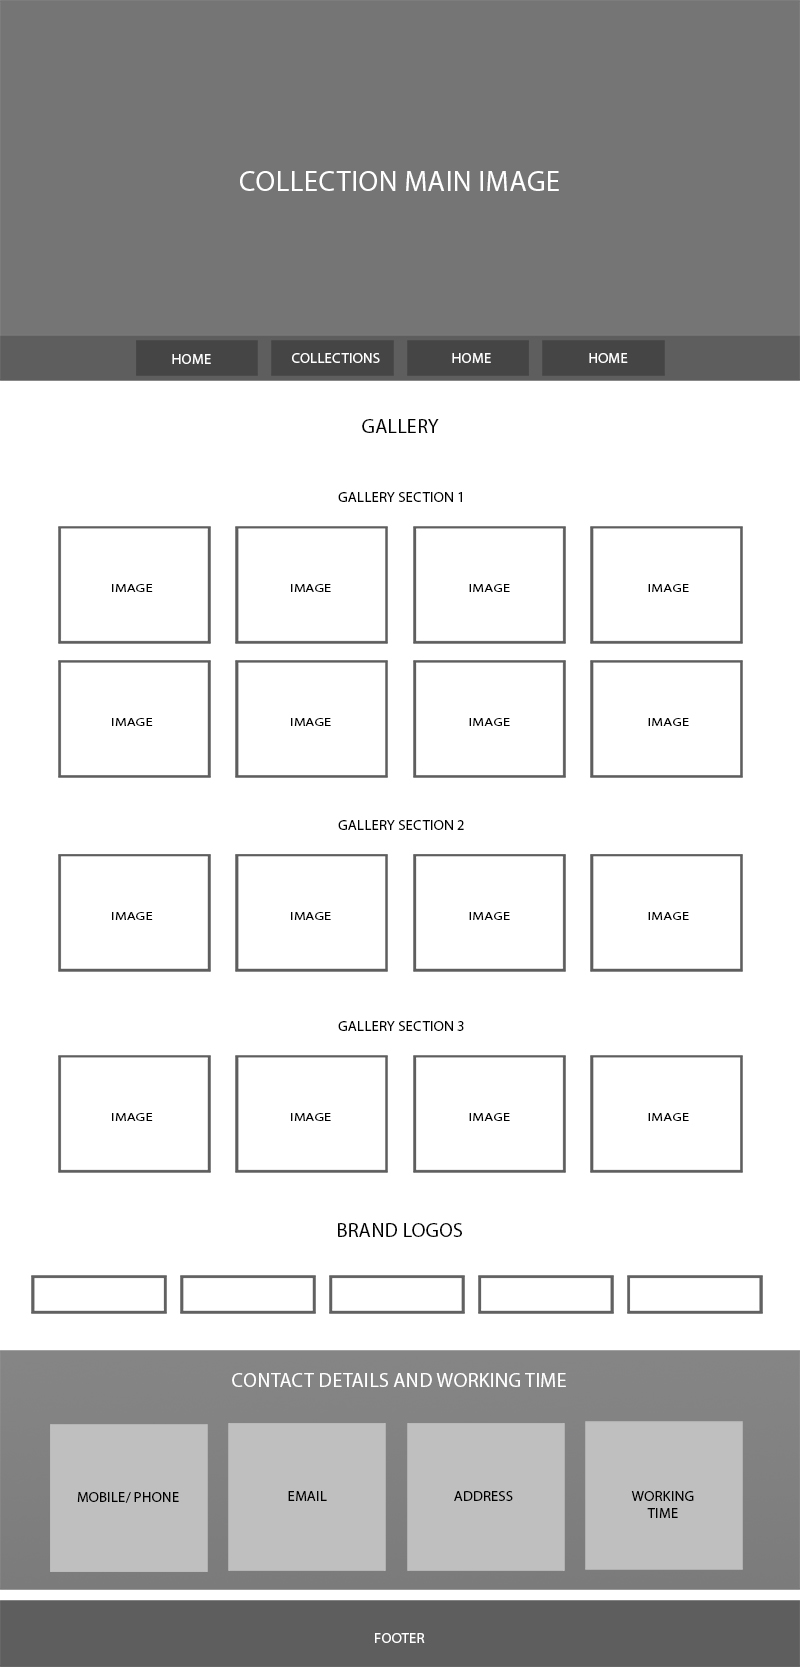 COLLECTION MAIN IMAGE
HOME COLLECTIONS HOME HOME
GALLERY
GALLERY SECTION 1
IMAGE IMAGE IMAGE IMAGE
IMAGE IMAGE IMAGE IMAGE
GALLERY SECTION 2
IMAGE IMAGE IMAGE IMAGE
GALLERY SECTION 3
IMAGE IMAGE IMAGE IMAGE
BRAND LOGOS
CONTACT DETAILS AND WORKING TIME
MOBILE/ PHONE
EMAIL
ADDRESS
WORKING
TIME
FOOTER